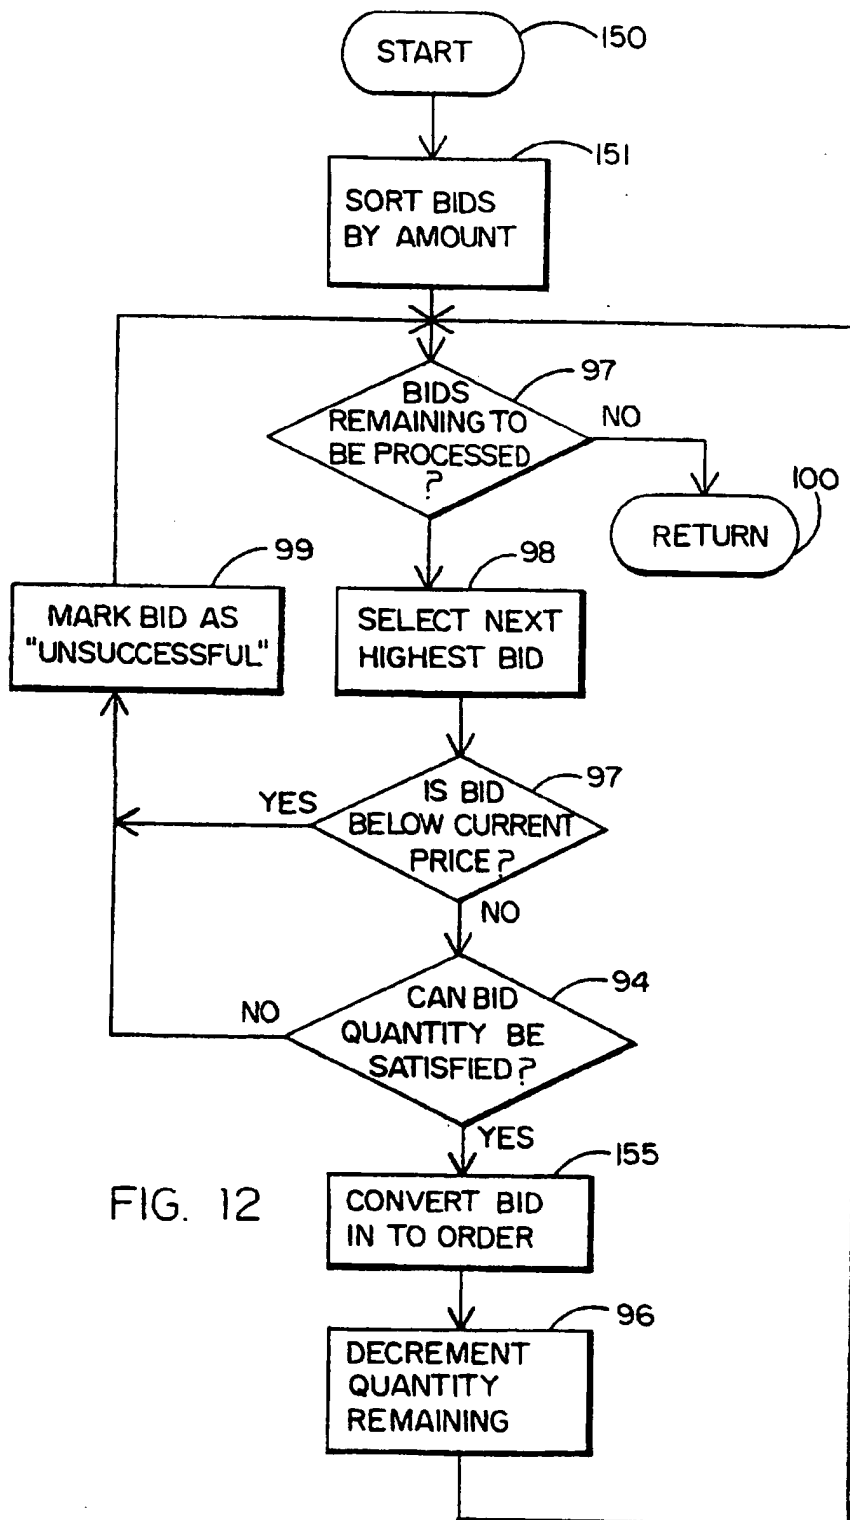 START
150
151
SORT BIDS
BY AMOUNT
97
BIDS
REMAINING TO
BE PROCESSED
?
NO
100
RETURN
99
MARK BID AS
"UNSUCCESSFUL"
98
SELECT NEXT
HIGHEST BID
97
YES
IS BID
BELOW CURRENT
PRICE?
NO
94
NO
CAN BID
QUANTITY BE
SATISFIED?
YES
155
CONVERT BID
IN TO ORDER
FIG. 12
96
DECREMENT
QUANTITY
REMAINING